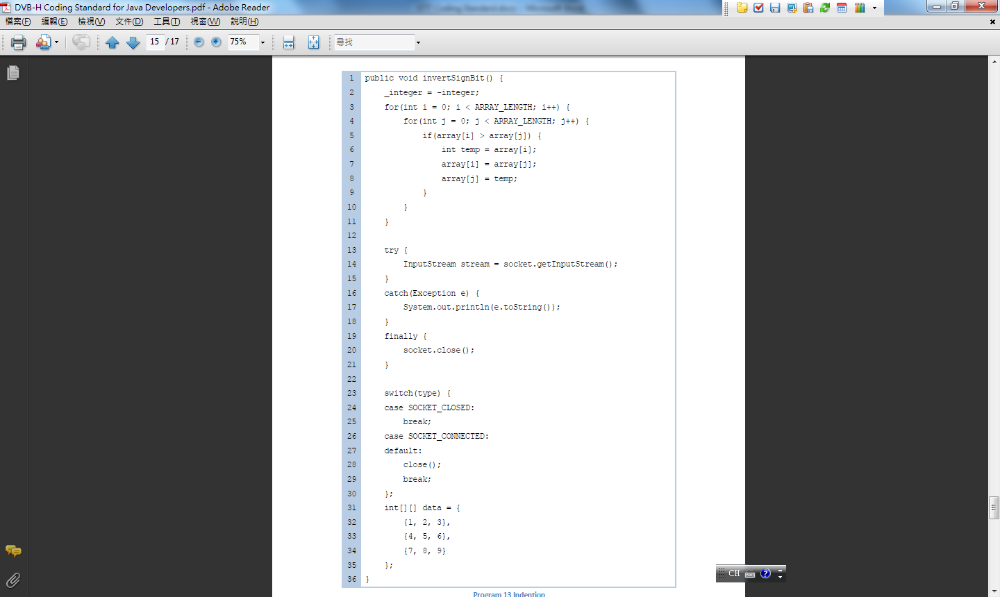 DVB-H Coding Standard for Java Developers.pdf - Adobe Reader
檔案(F) 編輯(E) 檢視(V) 文件(D) 工具(T) 視窗(W) 說明(H)
15 / 17 75% 尋找
1 public void invertSignBit() {
2 _integer = -integer;
3 for(int i = 0; i < ARRAY_LENGTH; i++) {
4 for(int j = 0; j < ARRAY_LENGTH; j++) {
5 if(array[i] > array[j]) {
6 int temp = array[i];
7 array[i] = array[j];
8 array[j] = temp;
9 }
10 }
11 }
12
13 try {
14 InputStream stream = socket.getInputStream();
15 }
16 catch(Exception e) {
17 System.out.println(e.toString());
18 }
19 finally {
20 socket.close();
21 }
22
23 switch(type) {
24 case SOCKET_CLOSED:
25 break;
26 case SOCKET_CONNECTED:
27 default:
28 close();
29 break;
30 };
31 int[][] data = {
32 {1, 2, 3},
33 {4, 5, 6},
34 {7, 8, 9}
35 };
36 }
CH
Program 13 Indention